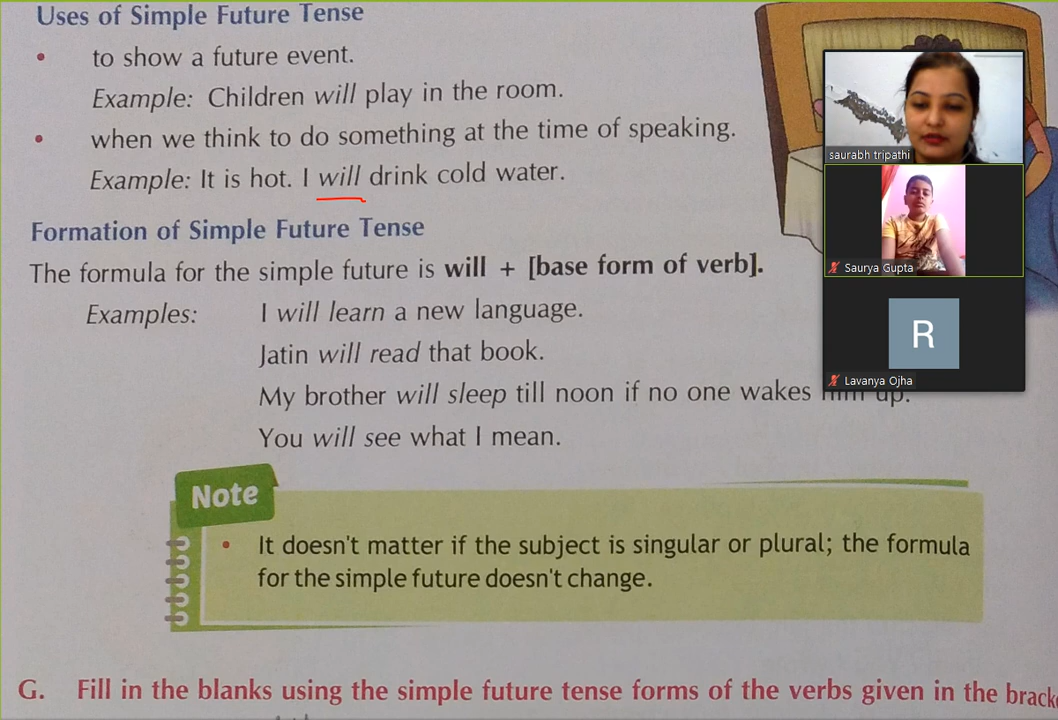 Uses of Simple Future Tense
• to show a future event.
Example: Children will play in the room.
• when we think to do something at the time of speaking.
Example: It is hot. I will drink cold water.
Formation of Simple Future Tense
The formula for the simple future is will + [base form of verb].
Examples: I will learn a new language.
Jatin will read that book.
My brother will sleep till noon if no one wakes him up.
You will see what I mean.
Note
• It doesn't matter if the subject is singular or plural; the formula
for the simple future doesn't change.
G. Fill in the blanks using the simple future tense forms of the verbs given in the brack
saurabh tripathi
Saurya Gupta
R
Lavanya Ojha